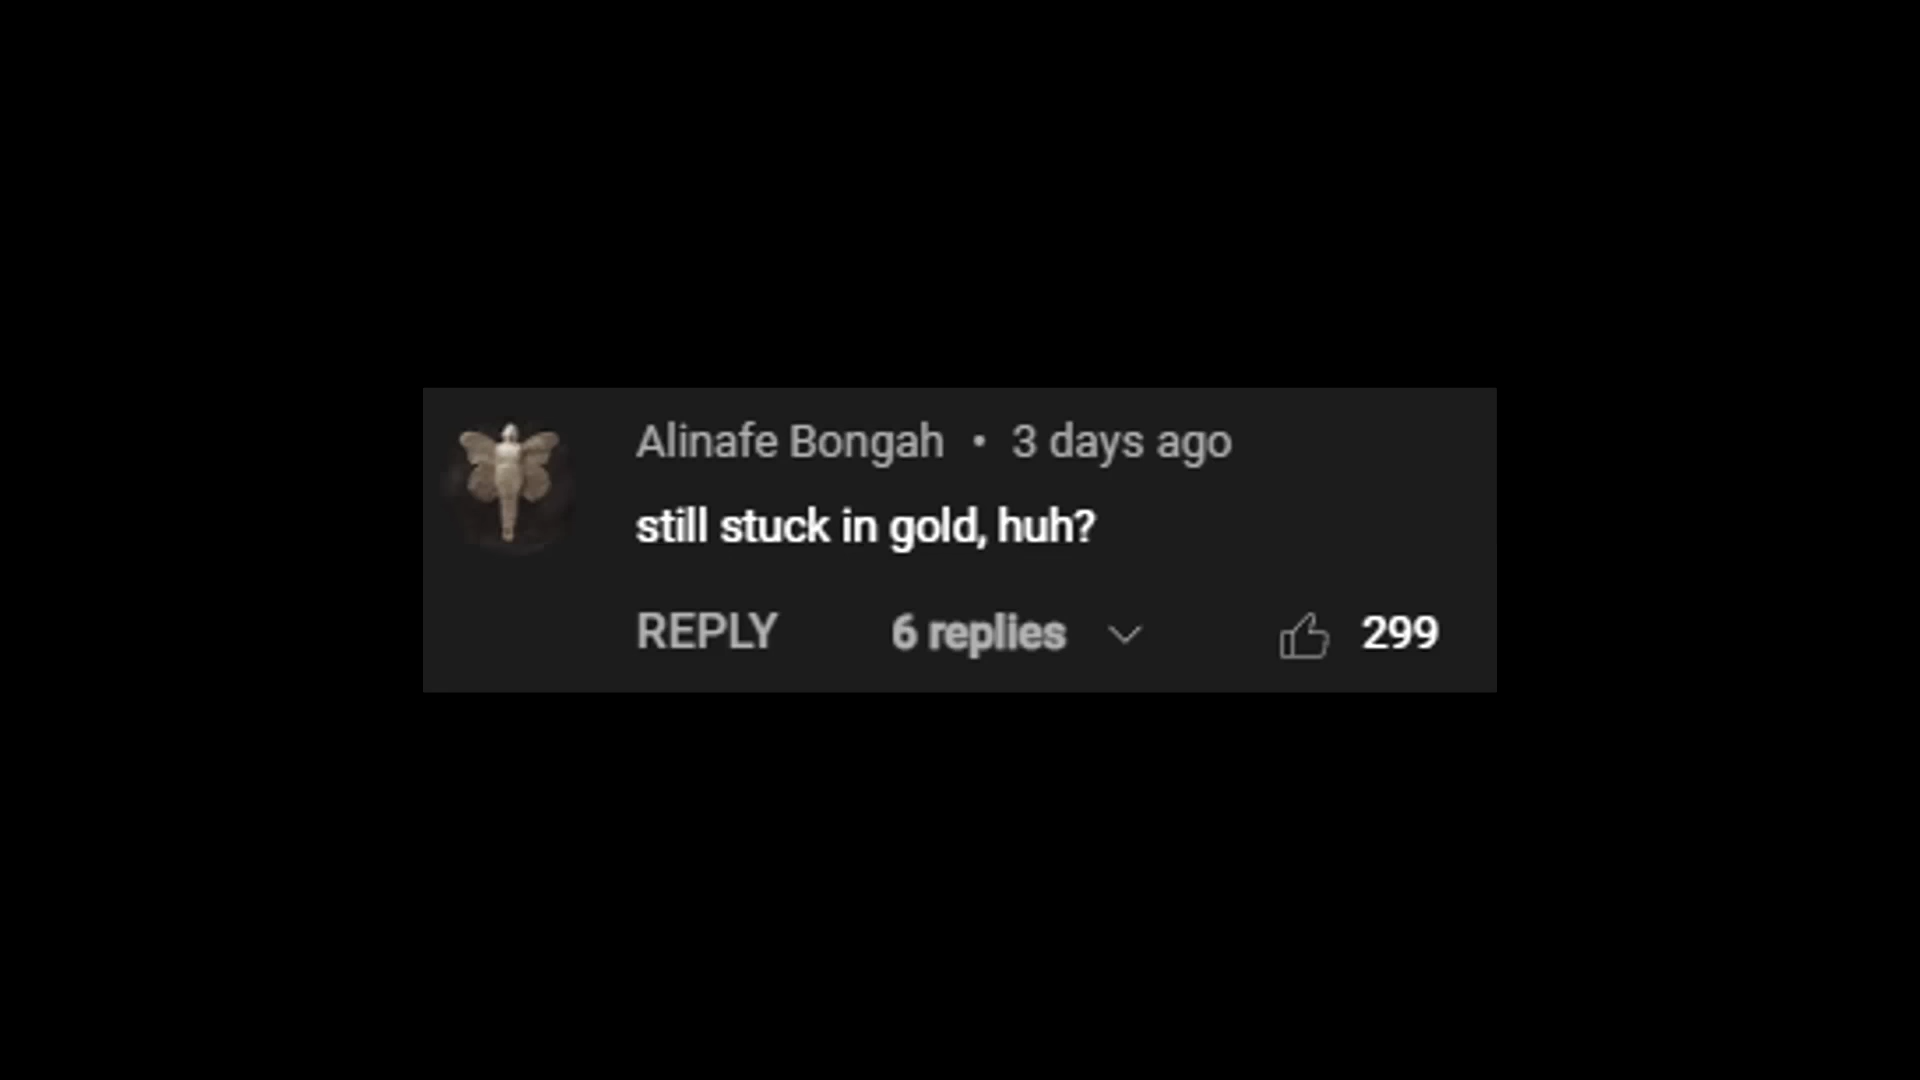 Alinafe Bongah • 3 days ago
still stuck in gold, huh?
REPLY 6 replies 299